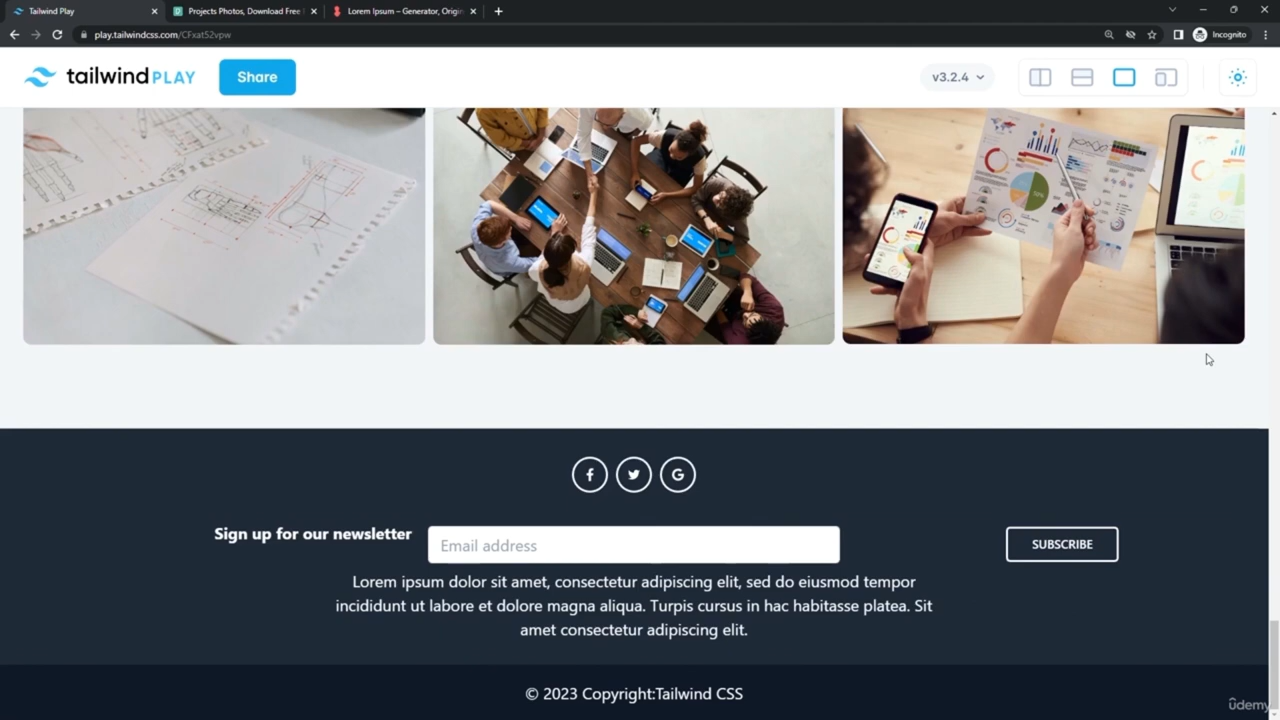 Tailwind Play
Projects Photos, Download Free
Lorem Ipsum – Generator, Origin
play.tailwindcss.com/CFxat52vpw
Incognito
tailwind PLAY
Share
v3.2.4
Sign up for our newsletter
Email address
SUBSCRIBE
Lorem ipsum dolor sit amet, consectetur adipiscing elit, sed do eiusmod tempor
incididunt ut labore et dolore magna aliqua. Turpis cursus in hac habitasse platea. Sit
amet consectetur adipiscing elit.
© 2023 Copyright:Tailwind CSS
udemy